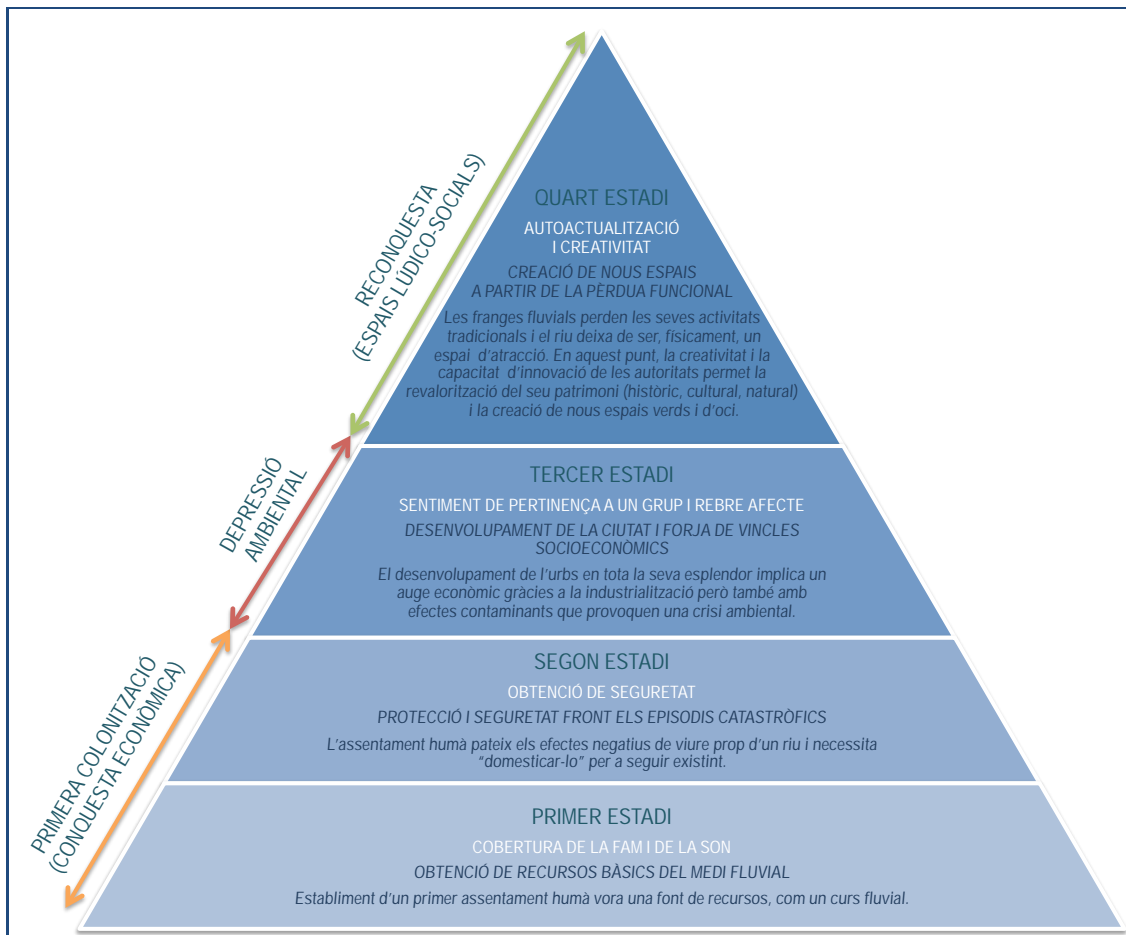 RECONQUESTA
(ESPAIS LÚDICO-SOCIALS)
DEPRESSIÓ
AMBIENTAL
PRIMERA COLONITZACIÓ
(CONQUESTA ECONÒMICA)
QUART ESTADI
AUTOACTUALITZACIÓ
I CREATIVITAT
CREACIÓ DE NOUS ESPAIS
A PARTIR DE LA PÈRDUA FUNCIONAL
Les franges fluvials perden les seves activitats
tradicionals i el riu deixa de ser, físicament, un
espai d'atracció. En aquest punt, la creativitat i la
capacitat d'innovació de les autoritats permet la
revalorització del seu patrimoni (històric, cultural, natural)
i la creació de nous espais verds i d'oci.
TERCER ESTADI
SENTIMENT DE PERTINENÇA A UN GRUP I REBRE AFECTE
DESENVOLUPAMENT DE LA CIUTAT I FORJA DE VINCLES
SOCIOECONÒMICS
El desenvolupament de l'urbs en tota la seva esplendor implica un
auge econòmic gràcies a la industrialització però també amb
efectes contaminants que provoquen una crisi ambiental.
SEGON ESTADI
OBTENCIÓ DE SEGURETAT
PROTECCIÓ I SEGURETAT FRONT ELS EPISODIS CATASTRÒFICS
L'assentament humà pateix els efectes negatius de viure prop d'un riu i necessita
"domesticar-lo" per a seguir existint.
PRIMER ESTADI
COBERTURA DE LA FAM I DE LA SON
OBTENCIÓ DE RECURSOS BÀSICS DEL MEDI FLUVIAL
Establiment d'un primer assentament humà vora una font de recursos, com un curs fluvial.